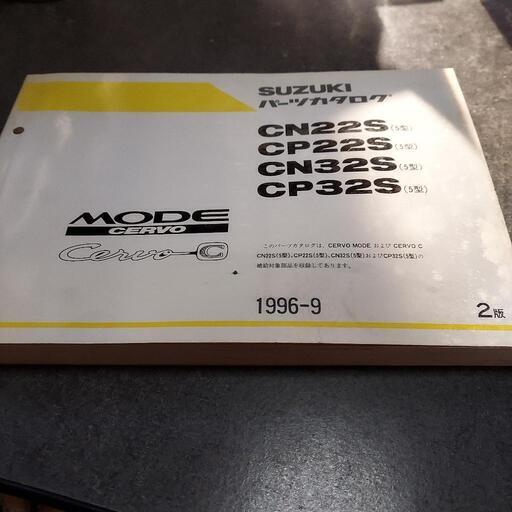 SUZUKI
パーツカタログ
CN22S(5型)
CP22S(5型)
CN32S(5型)
CP32S(5型)
MODE
CERVO
Cervo C
このパーツカタログは、CERVO MODE および CERVO C
CN22S(5型)、CP22S(5型)、CN32S(5型)およびCP32S(5型)の
補給対象部品を収録してあります。
1996-9
2版